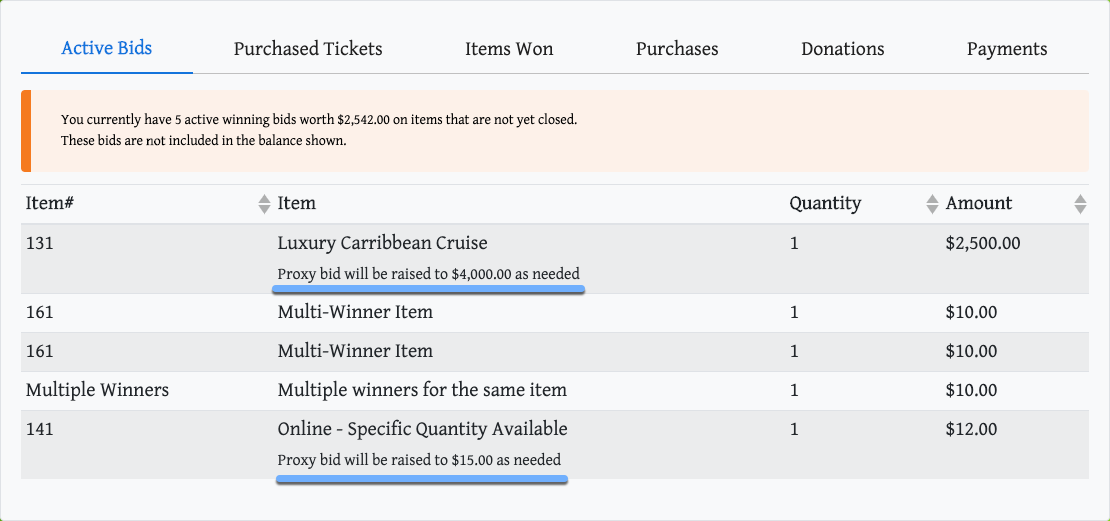 Active Bids Purchased Tickets Items Won Purchases Donations Payments
You currently have 5 active winning bids worth $2,542.00 on items that are not yet closed.
These bids are not included in the balance shown.
Item# Item Quantity Amount
131 Luxury Carribbean Cruise 1 $2,500.00
Proxy bid will be raised to $4,000.00 as needed
161 Multi-Winner Item 1 $10.00
161 Multi-Winner Item 1 $10.00
Multiple Winners Multiple winners for the same item 1 $10.00
141 Online - Specific Quantity Available 1 $12.00
Proxy bid will be raised to $15.00 as needed